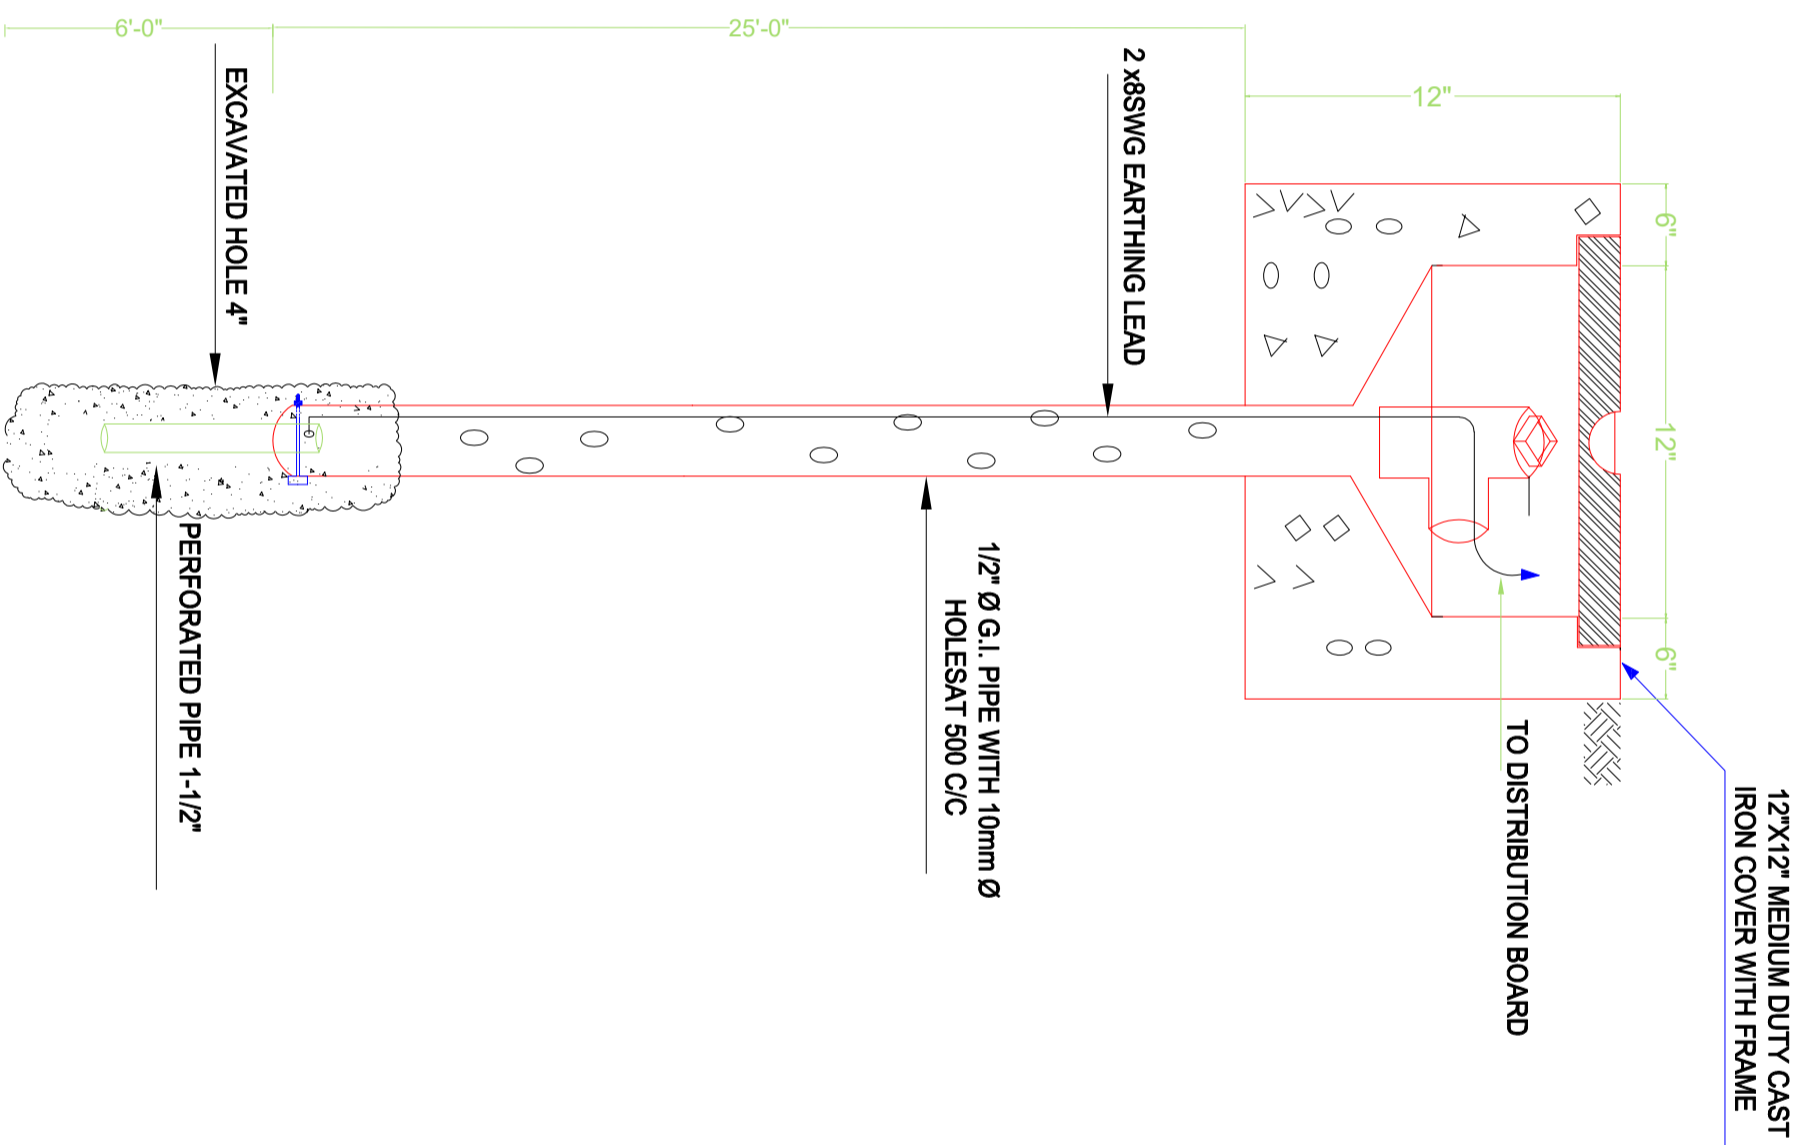 12"X12" MEDIUM DUTY CAST
IRON COVER WITH FRAME
6"
12"
6"
12"
TO DISTRIBUTION BOARD
2 x8SWG EARTHING LEAD
1/2" Ø G.I. PIPE WITH 10mm Ø
HOLESAT 500 C/C
25'-0"
EXCAVATED HOLE 4"
PERFORATED PIPE 1-1/2"
6'-0"